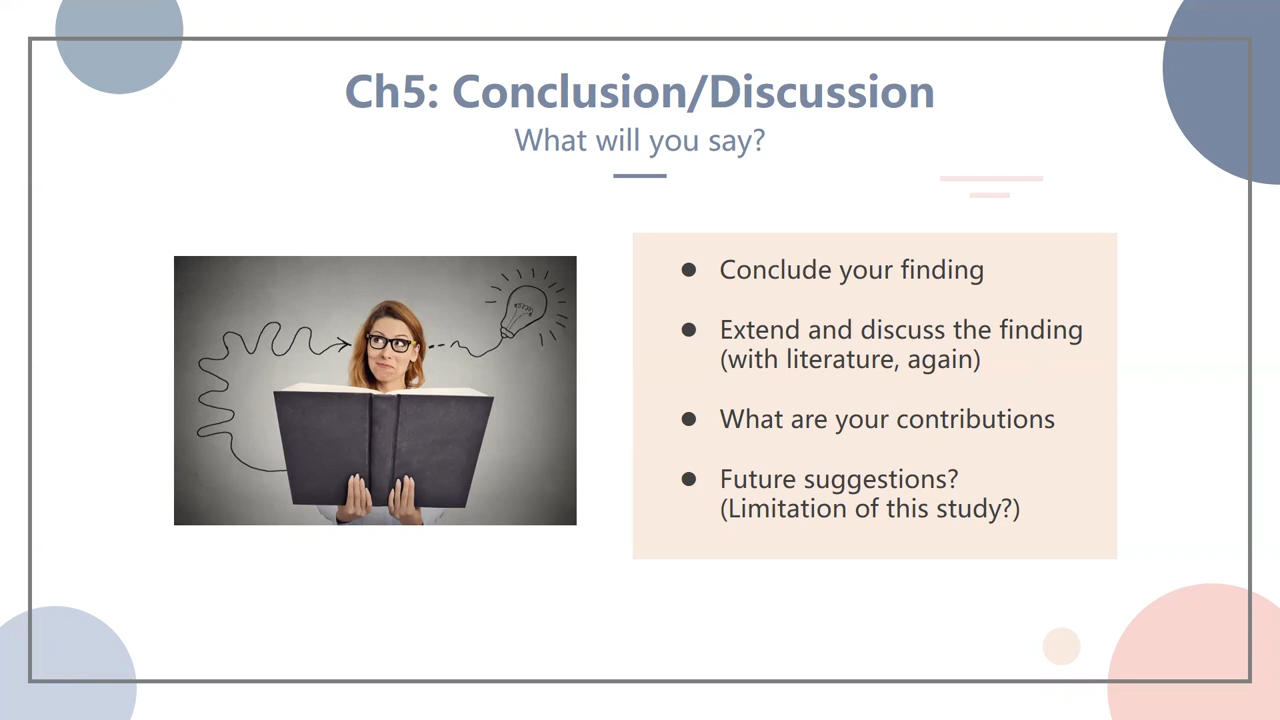 Ch5: Conclusion/Discussion
What will you say?
● Conclude your finding
● Extend and discuss the finding
(with literature, again)
● What are your contributions
● Future suggestions?
(Limitation of this study?)